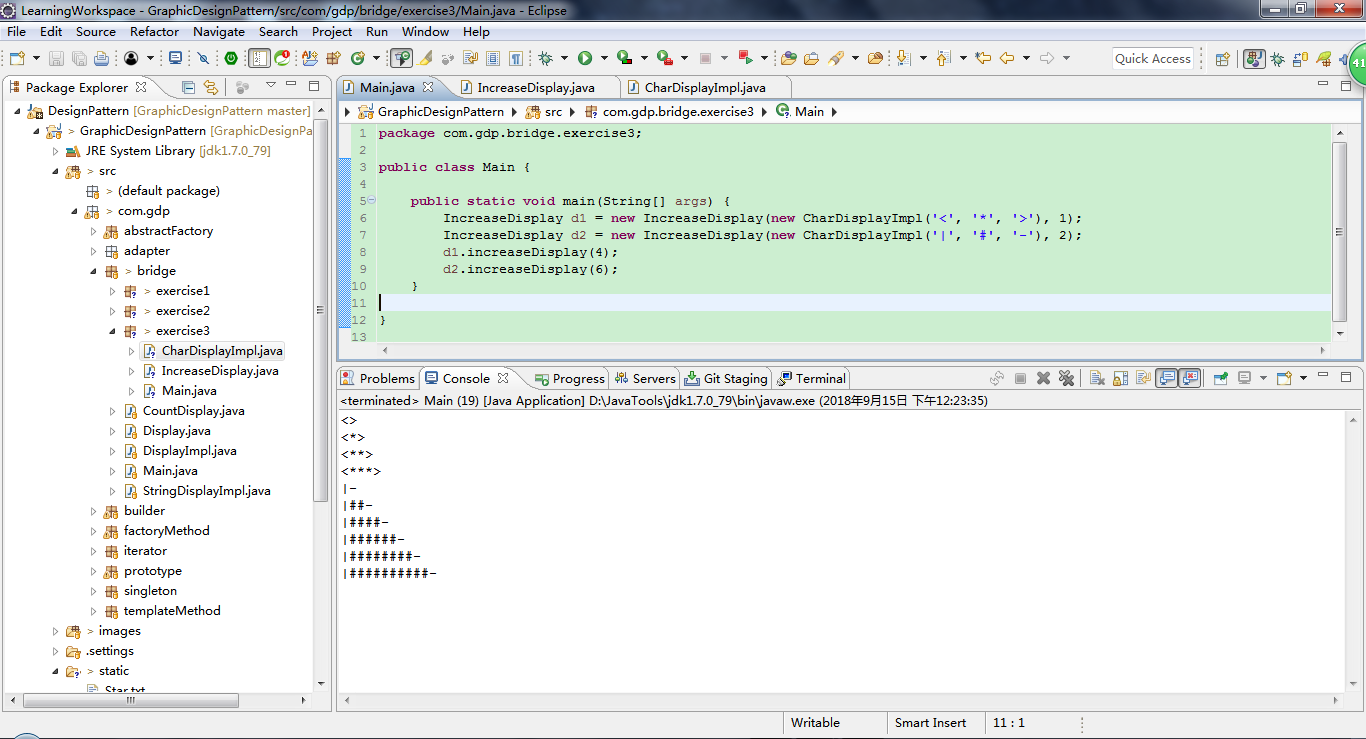 LearningWorkspace - GraphicDesignPattern/src/com/gdp/bridge/exercise3/Main.java - Eclipse
File Edit Source Refactor Navigate Search Project Run Window Help
Quick Access
41
Package Explorer
DesignPattern [GraphicDesignPattern master]
> GraphicDesignPattern [GraphicDesignPa
JRE System Library [jdk1.7.0_79]
> src
> (default package)
> com.gdp
abstractFactory
adapter
> bridge
> exercise1
> exercise2
> exercise3
CharDisplayImpl.java
IncreaseDisplay.java
Main.java
CountDisplay.java
Display.java
DisplayImpl.java
Main.java
StringDisplayImpl.java
builder
factoryMethod
iterator
prototype
singleton
templateMethod
> images
.settings
> static
Star.txt
Main.java IncreaseDisplay.java CharDisplayImpl.java
GraphicDesignPattern src com.gdp.bridge.exercise3 Main
1 package com.gdp.bridge.exercise3;
2
3 public class Main {
4
5 public static void main(String[] args) {
6 IncreaseDisplay d1 = new IncreaseDisplay(new CharDisplayImpl('<', '*', '>'), 1);
7 IncreaseDisplay d2 = new IncreaseDisplay(new CharDisplayImpl('|', '#', '-'), 2);
8 d1.increaseDisplay(4);
9 d2.increaseDisplay(6);
10 }
11
12 }
13
Problems Console Progress Servers Git Staging Terminal
<terminated> Main (19) [Java Application] D:\JavaTools\jdk1.7.0_79\bin\javaw.exe (2018年9月15日 下午12:23:35)
<>
<*>
<**>
<***>
|-
|##-
|####-
|######-
|########-
|##########-
Writable Smart Insert 11 : 1